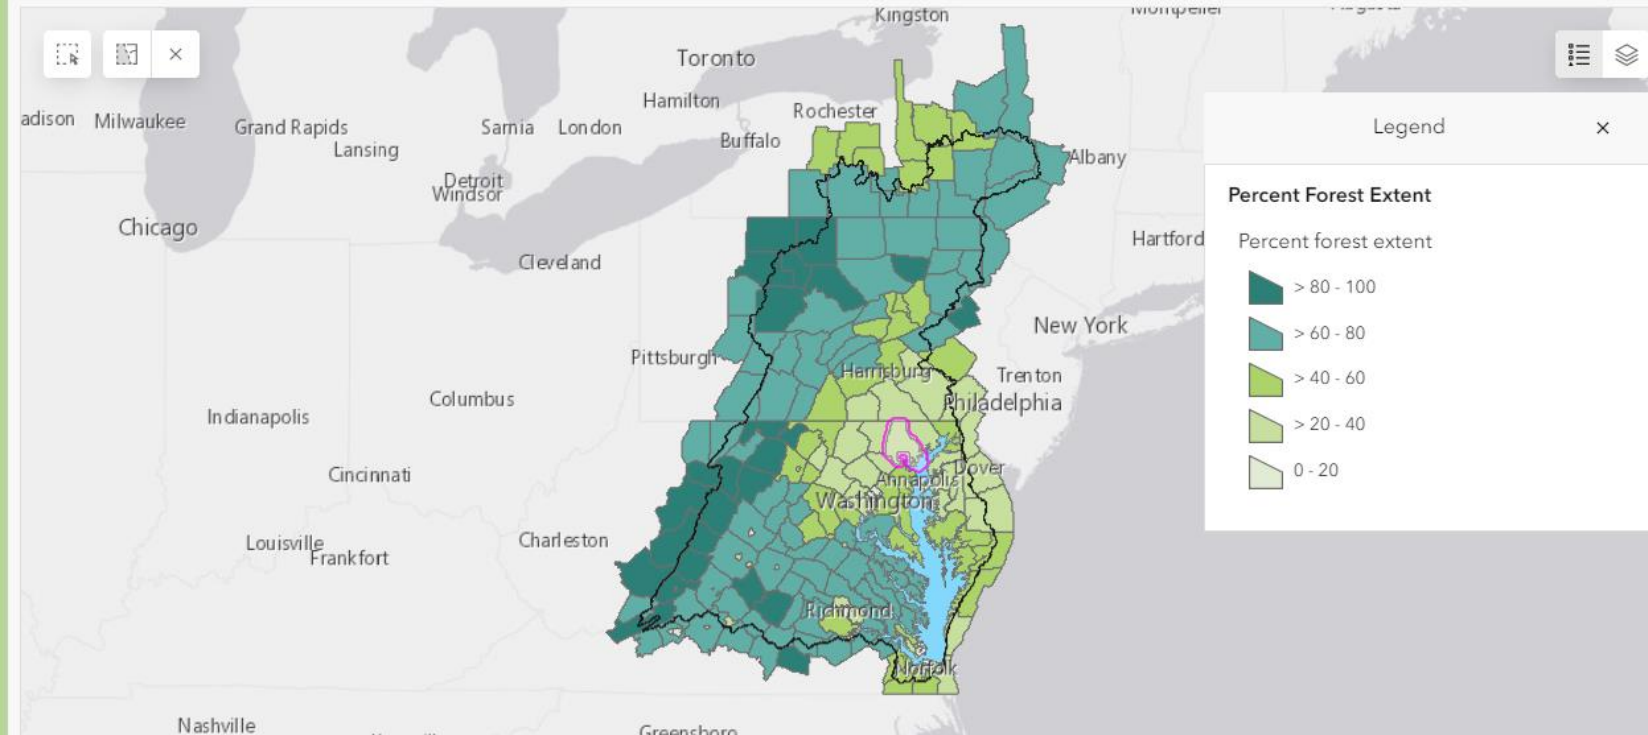 Kingston
Montpelier
Augusta
Toronto
Hamilton
Rochester
adison
Milwaukee
Grand Rapids
Sarnia
London
Buffalo
Lansing
Albany
Detroit
Windsor
Chicago
Hartford
Cleveland
New York
Pittsburgh
Harrisburg
Trenton
Columbus
Philadelphia
Indianapolis
Cincinnati
Dover
Annapolis
Washington
Louisville
Frankfort
Charleston
Richmond
Norfolk
Nashville
Greensboro
Legend
Percent Forest Extent
Percent forest extent
> 80 - 100
> 60 - 80
> 40 - 60
> 20 - 40
0 - 20